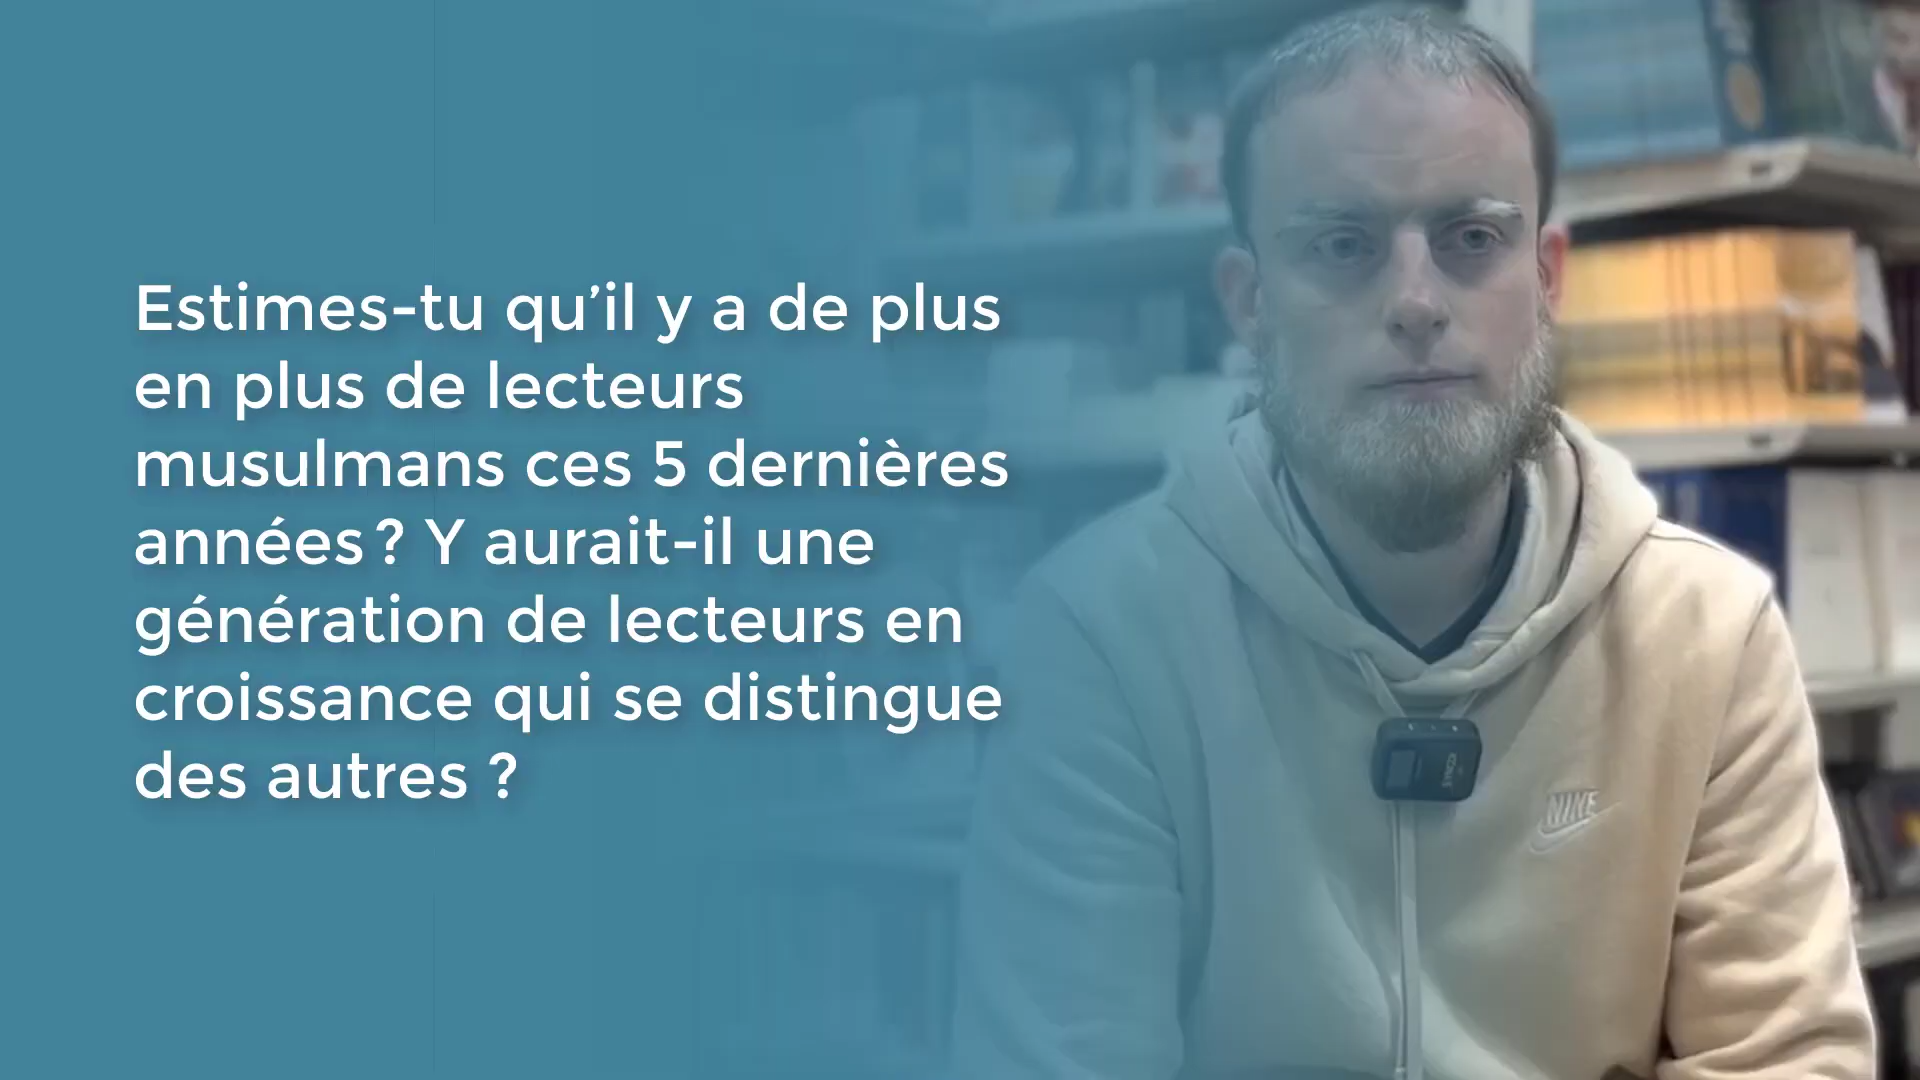 Estimes-tu qu’il y a de plus
en plus de lecteurs
musulmans ces 5 dernières
années ? Y aurait-il une
génération de lecteurs en
croissance qui se distingue
des autres ?
NIKE